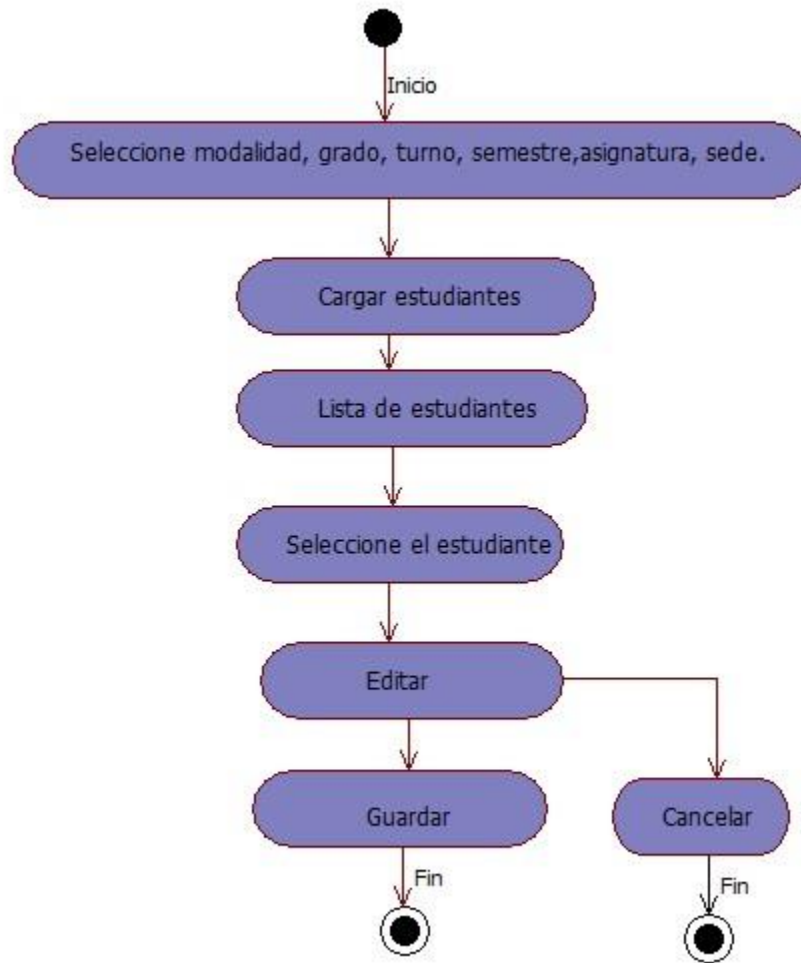 Inicio
Seleccione modalidad, grado, turno, semestre,asignatura, sede.
Cargar estudiantes
Lista de estudiantes
Seleccione el estudiante
Editar
Guardar
Cancelar
Fin
Fin